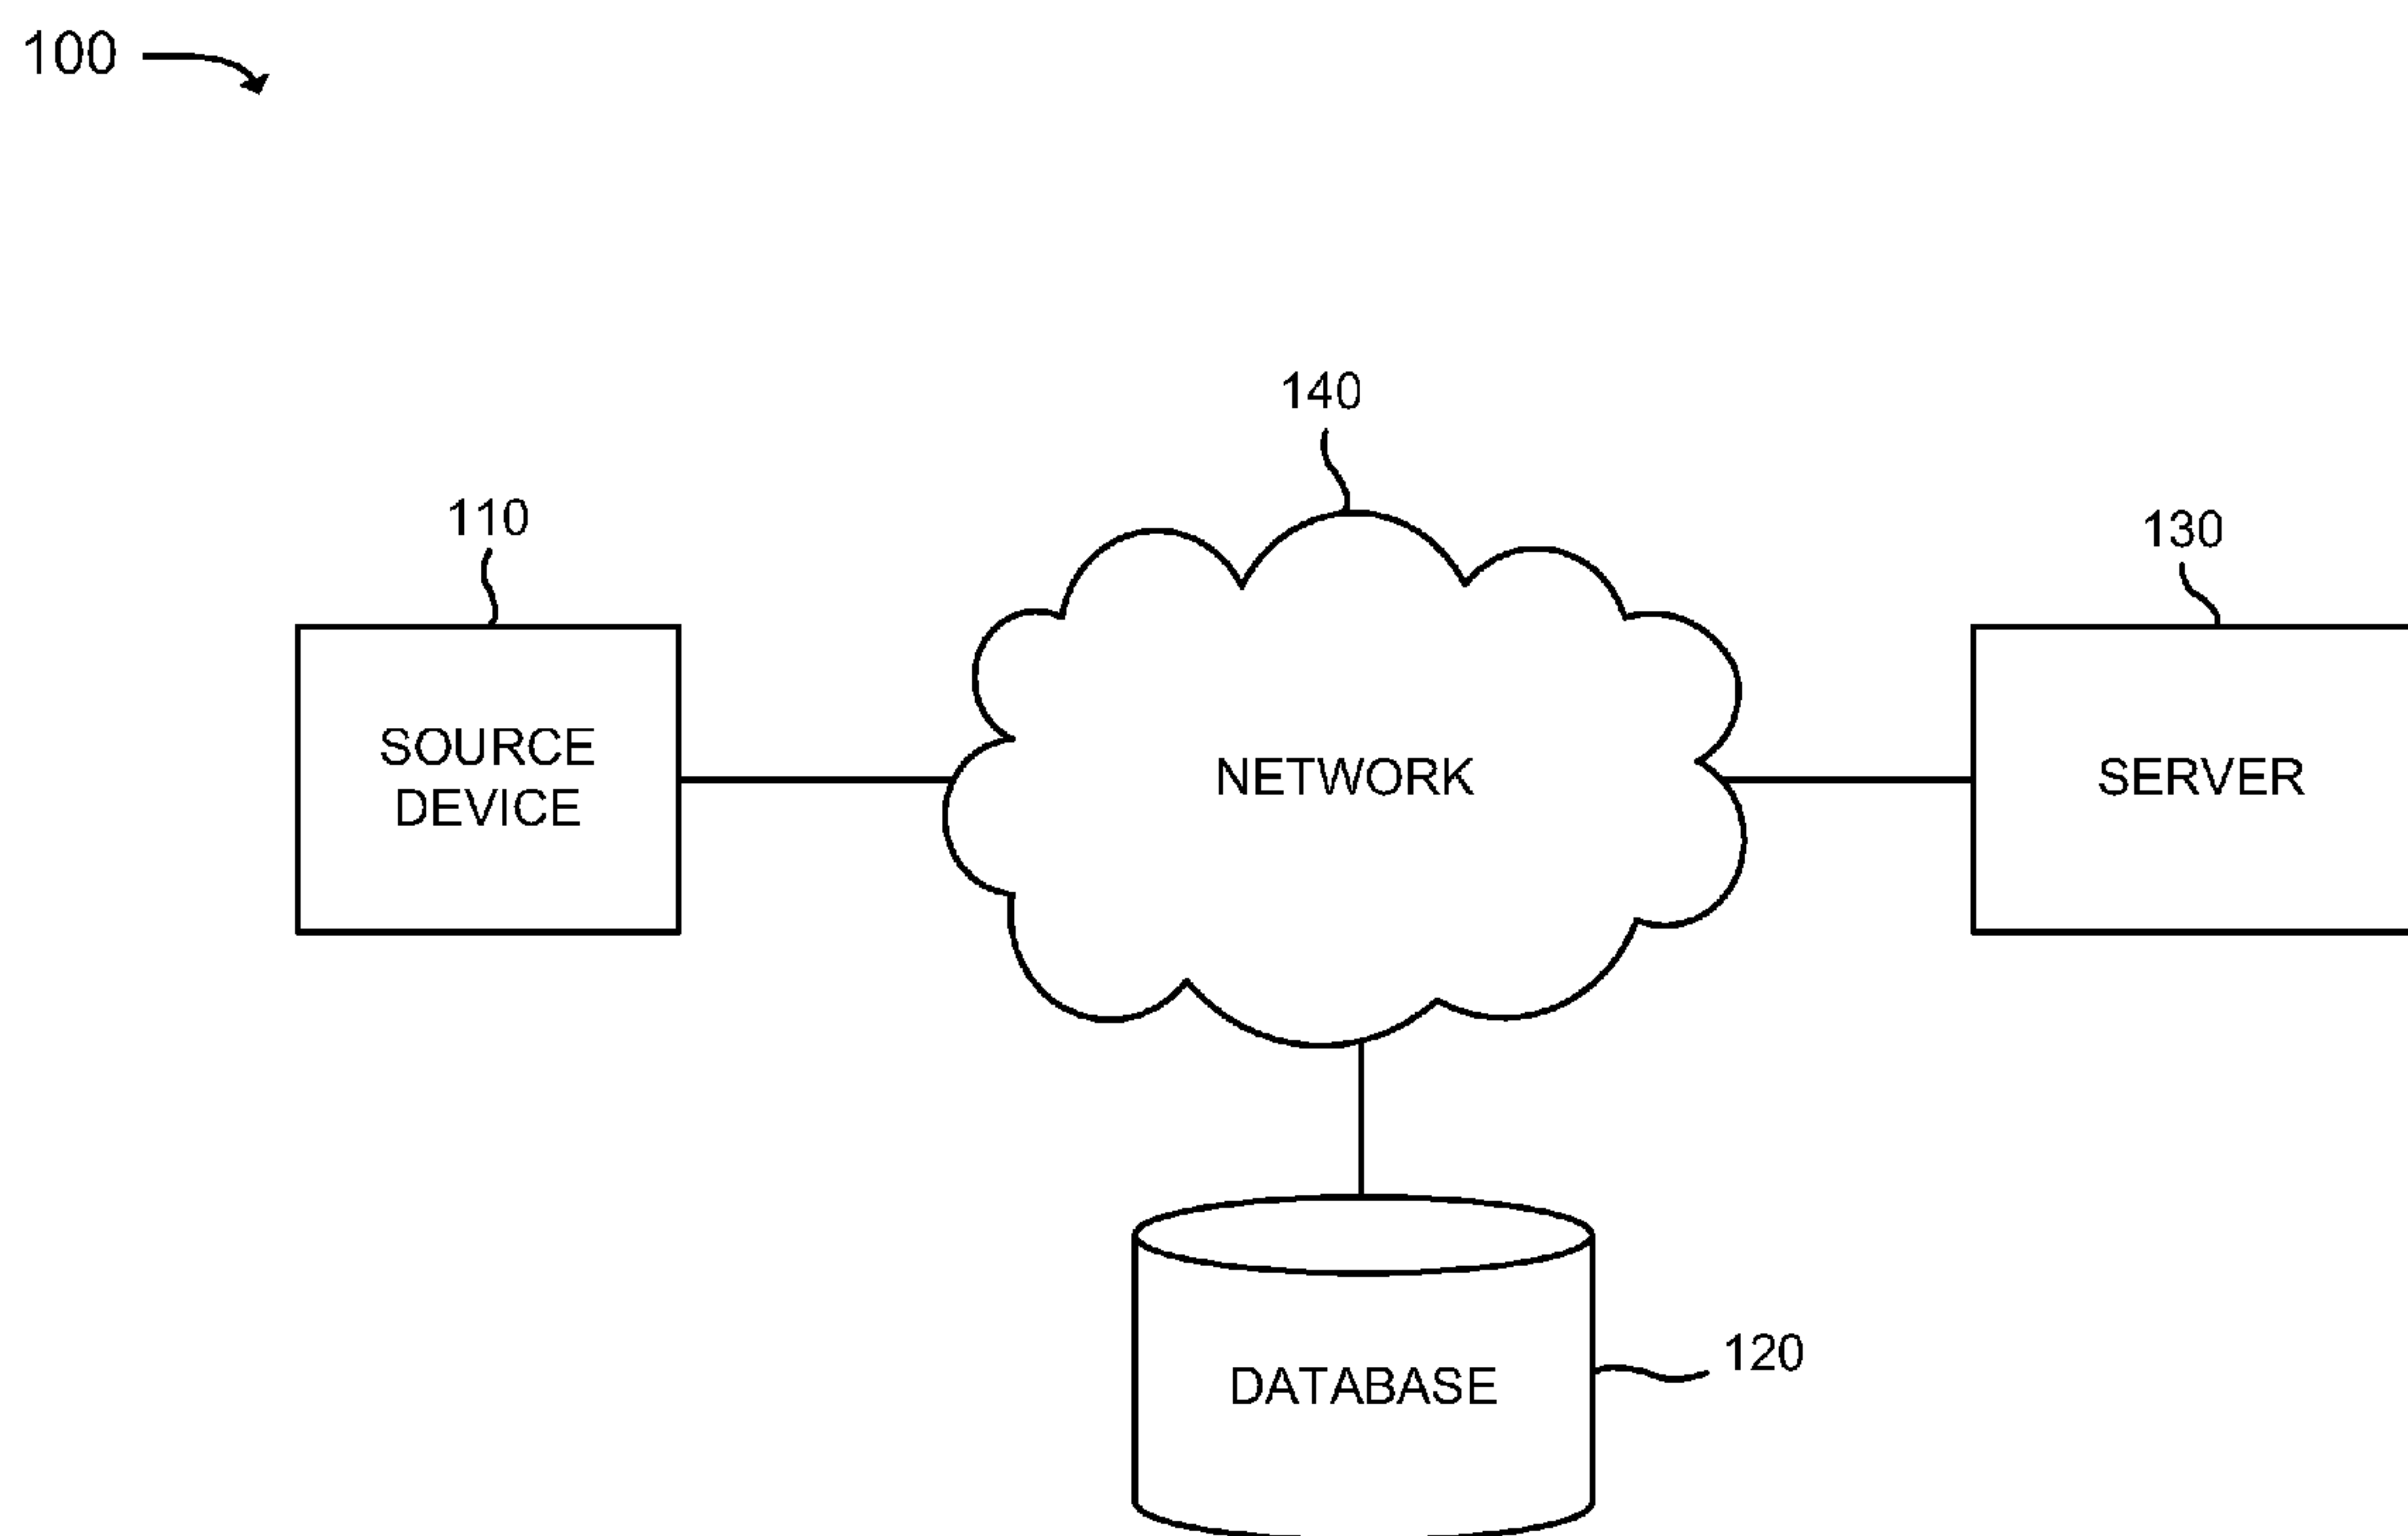 100
140
110
130
SOURCE
DEVICE
NETWORK
SERVER
120
DATABASE